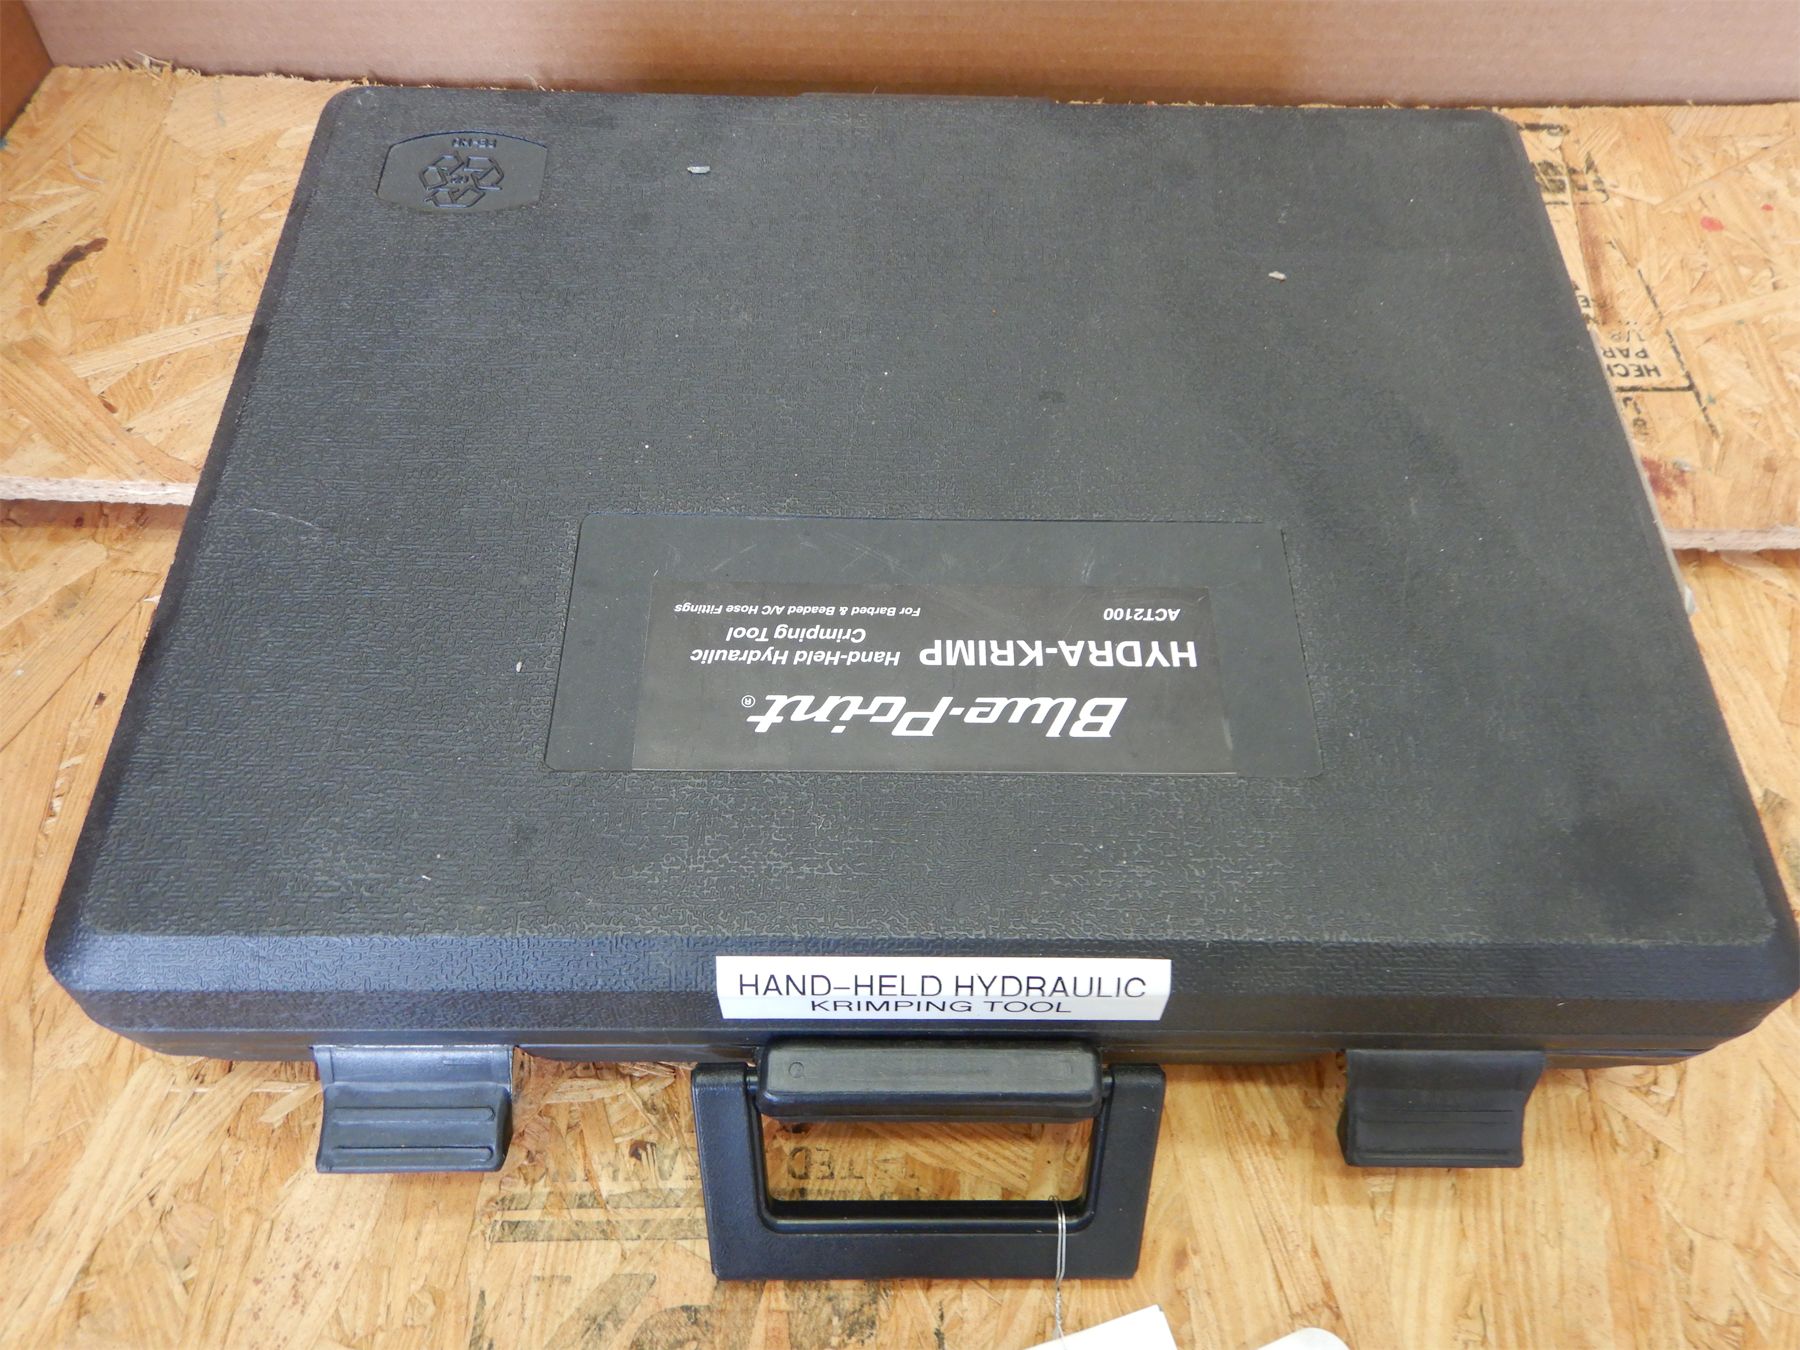 Blue-Point®
HYDRA-KRIMP Hand-Held Hydraulic
Crimping Tool
ACT2100 For Barbed & Beaded A/C Hose Fittings
HAND-HELD HYDRAULIC
KRIMPING TOOL